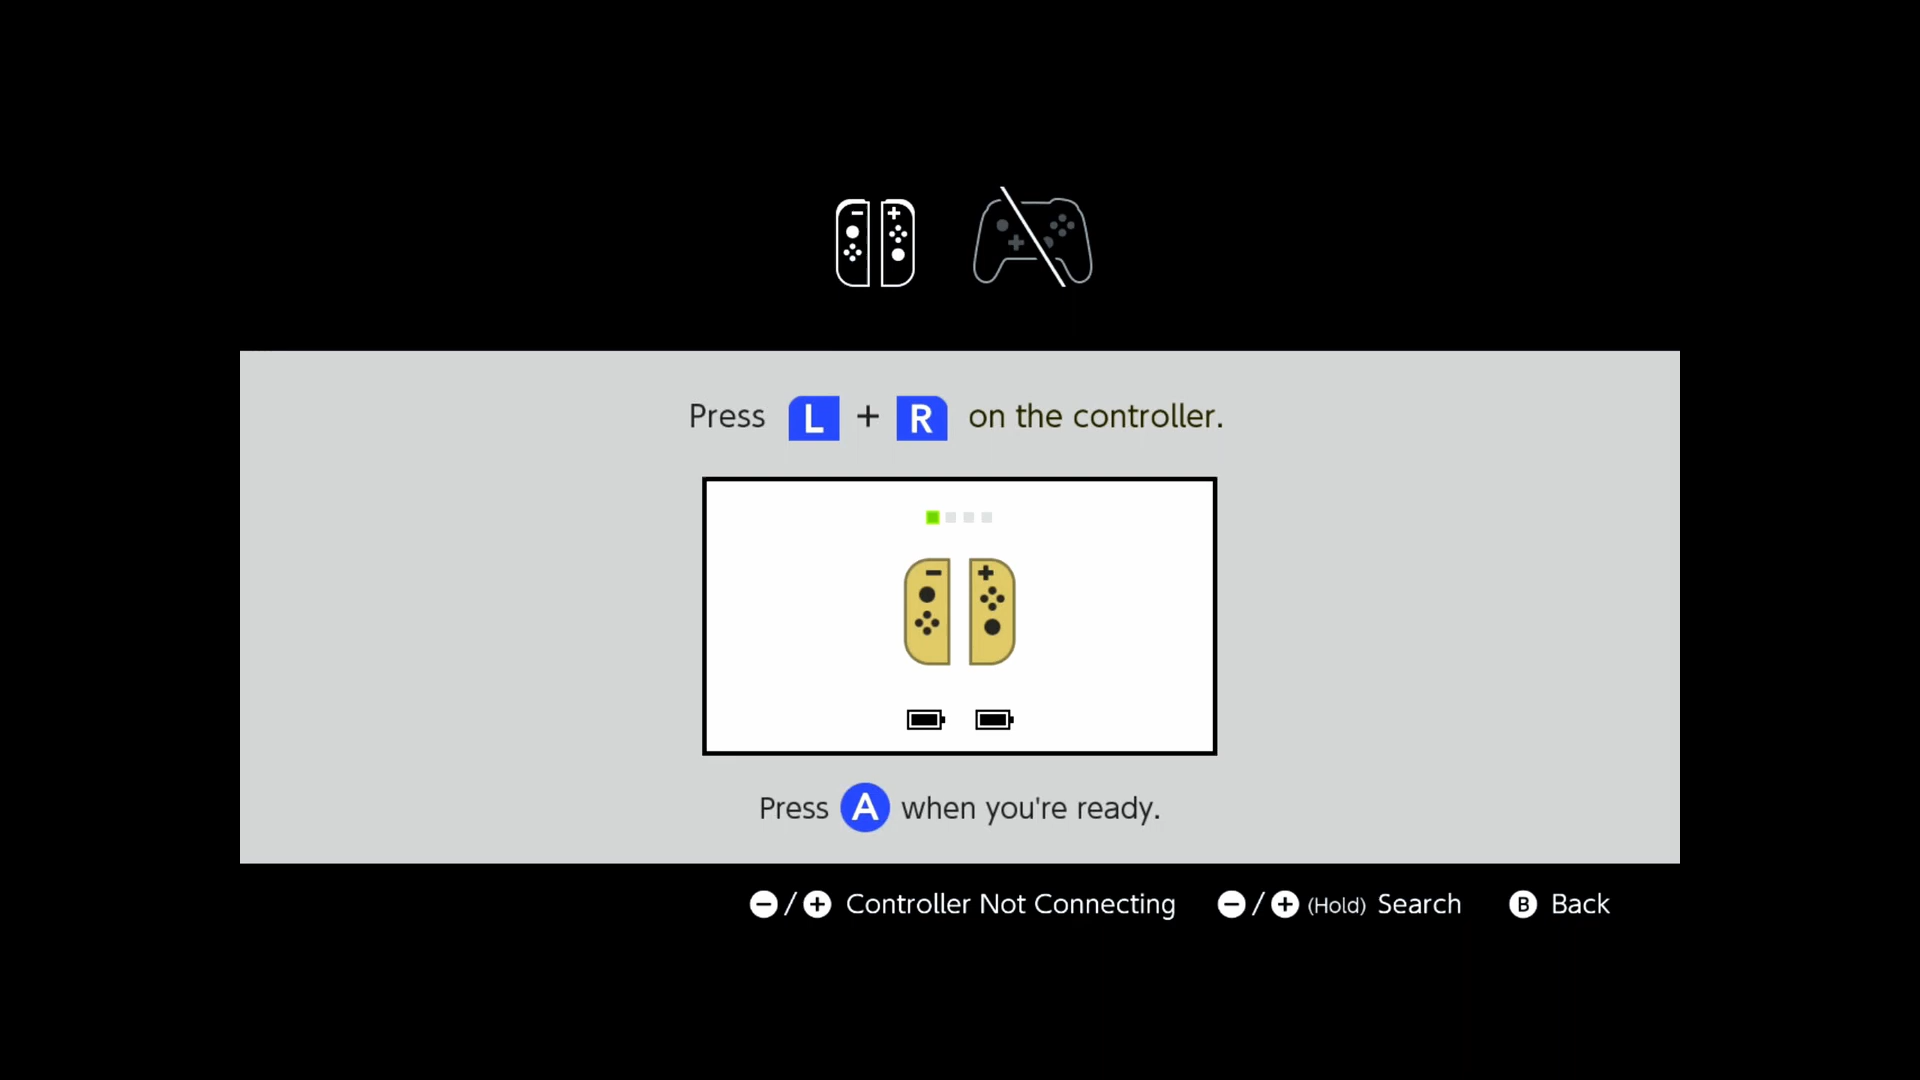 Press L + R on the controller.
Press A when you're ready.
−/+ Controller Not Connecting −/+ (Hold) Search B Back